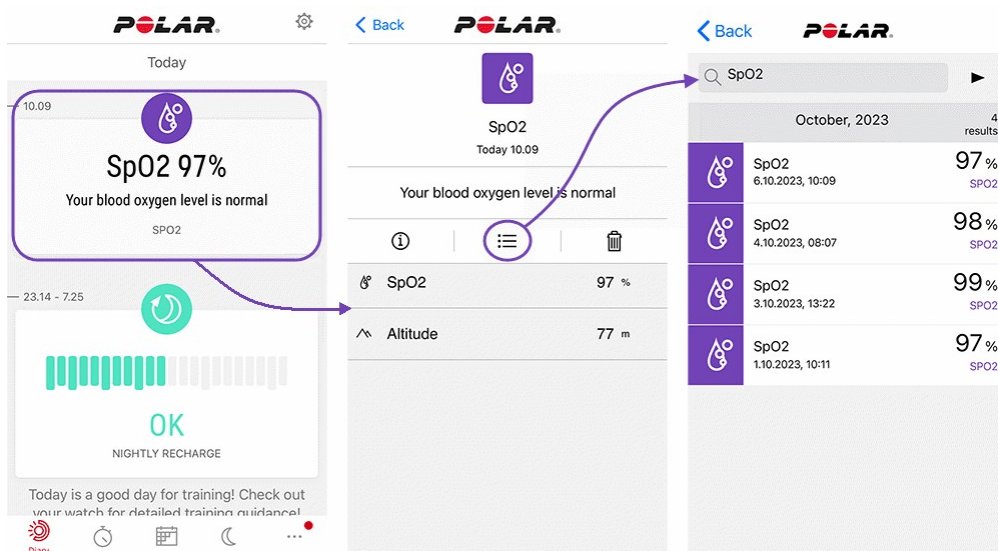 POLAR®
Today
10.09
SpO2 97%
Your blood oxygen level is normal
SPO2
23.14 - 7.25
OK
NIGHTLY RECHARGE
Today is a good day for training! Check out
your watch for detailed training guidance!
Diary
Back
POLAR®
SpO2
Today 10.09
Your blood oxygen level is normal
SpO2 97 %
Altitude 77 m
Back
POLAR®
SpO2
October, 2023
4
results
SpO2
6.10.2023, 10:09
97 %
SPO2
SpO2
4.10.2023, 08:07
98 %
SPO2
SpO2
3.10.2023, 13:22
99 %
SPO2
SpO2
1.10.2023, 10:11
97 %
SPO2